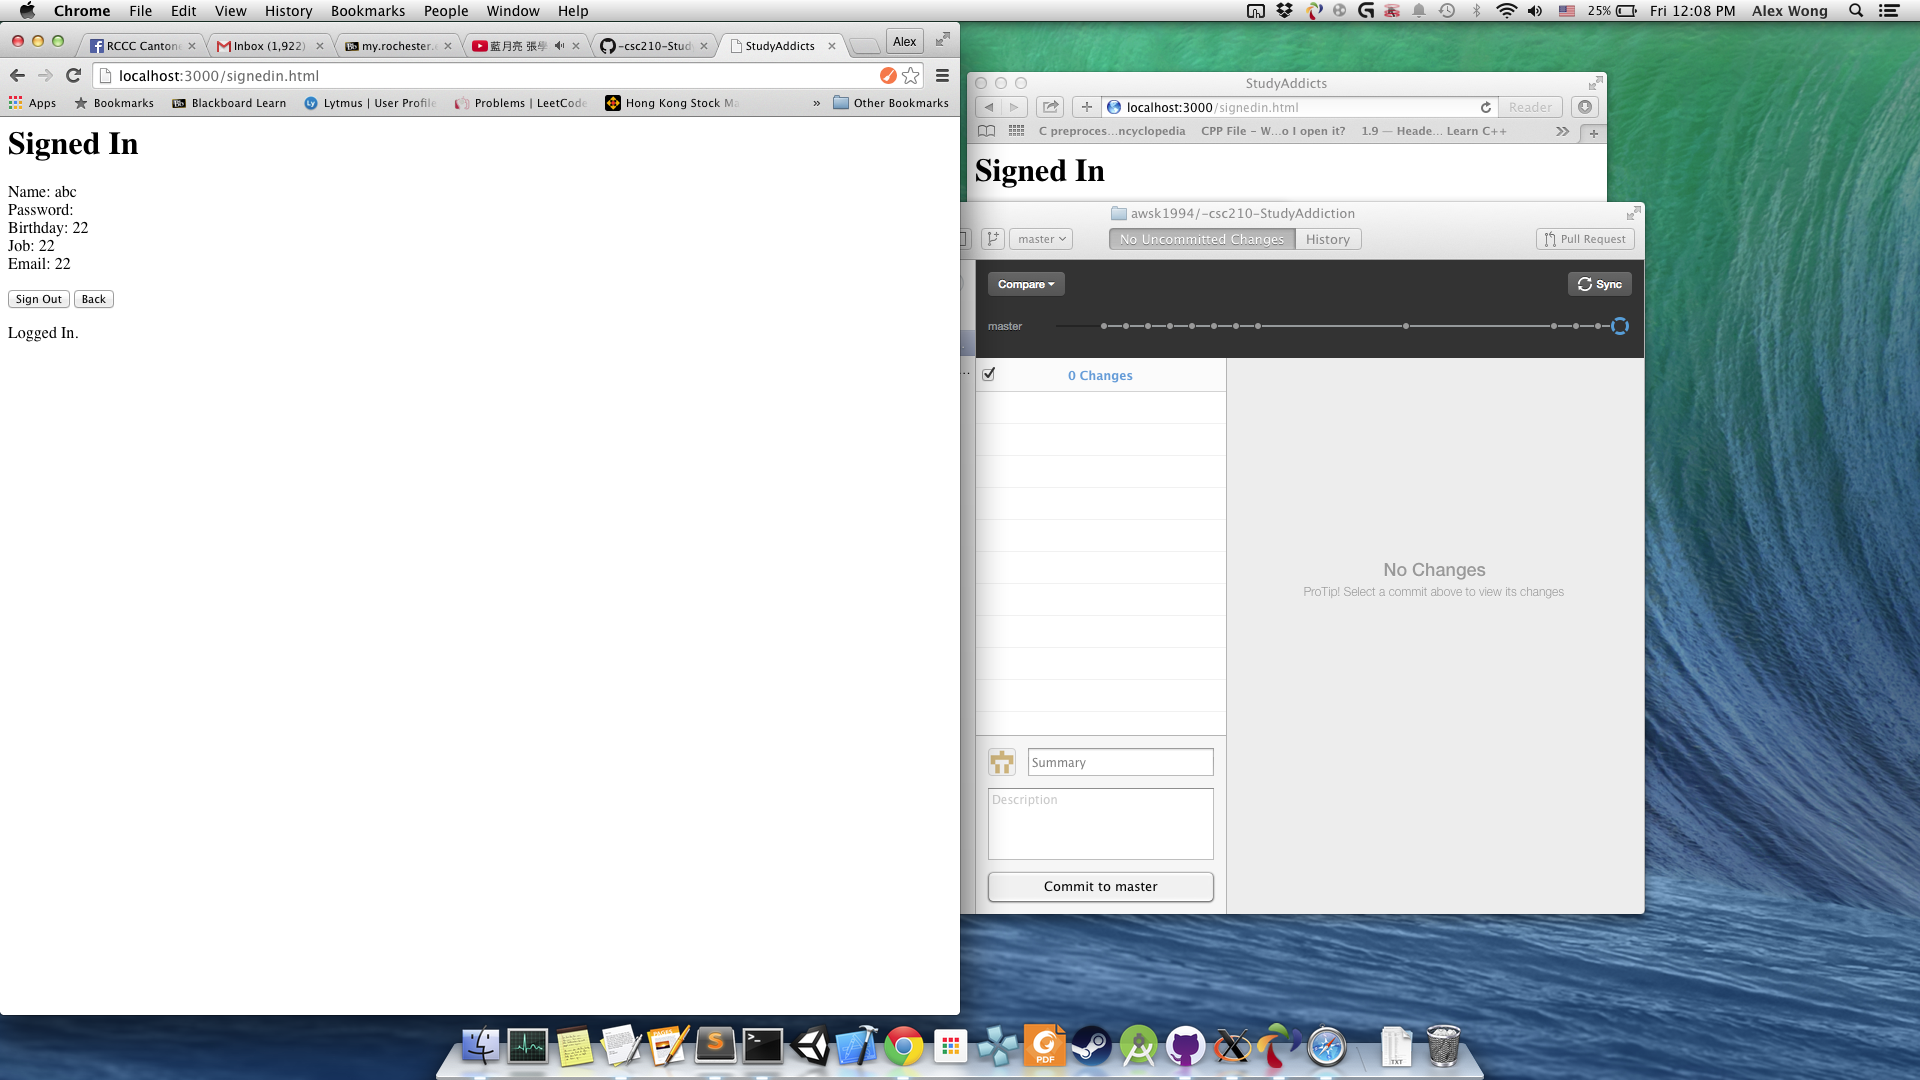 Chrome File Edit View History Bookmarks People Window Help
25% Fri 12:08 PM Alex Wong
RCCC Canton
Inbox (1,922)
my.rochester.e
藍月亮 張學
-csc210-Stud
StudyAddicts
Alex
localhost:3000/signedin.html
Apps Bookmarks Blackboard Learn Lytmus | User Profile Problems | LeetCode Hong Kong Stock Ma » Other Bookmarks
Signed In
Name: abc
Password:
Birthday: 22
Job: 22
Email: 22
Sign Out Back
Logged In.
StudyAddicts
localhost:3000/signedin.html Reader
C preproces...ncyclopedia CPP File – W...o I open it? 1.9 — Heade... Learn C++
Signed In
awsk1994/-csc210-StudyAddiction
master No Uncommitted Changes History Pull Request
Compare Sync
master
0 Changes
No Changes
ProTip! Select a commit above to view its changes
Summary
Description
Commit to master
PDF
TXT